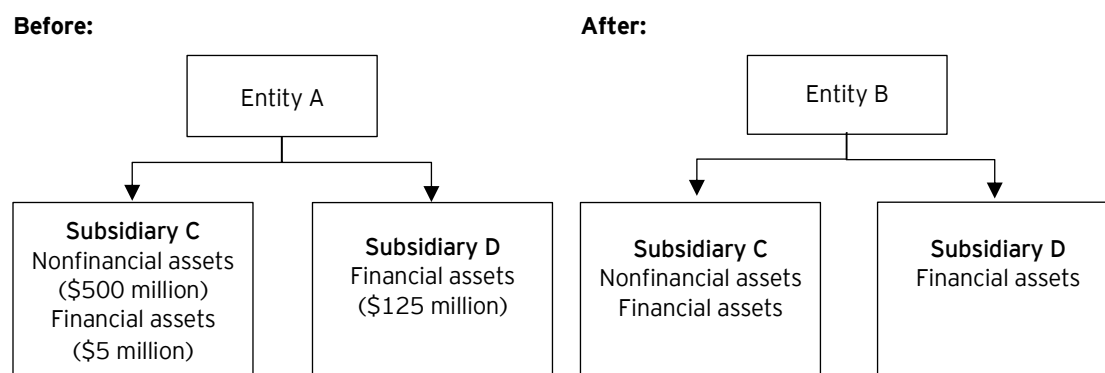 Before:
After:
Entity A
Entity B
Subsidiary C
Nonfinancial assets
($500 million)
Financial assets
($5 million)
Subsidiary D
Financial assets
($125 million)
Subsidiary C
Nonfinancial assets
Financial assets
Subsidiary D
Financial assets